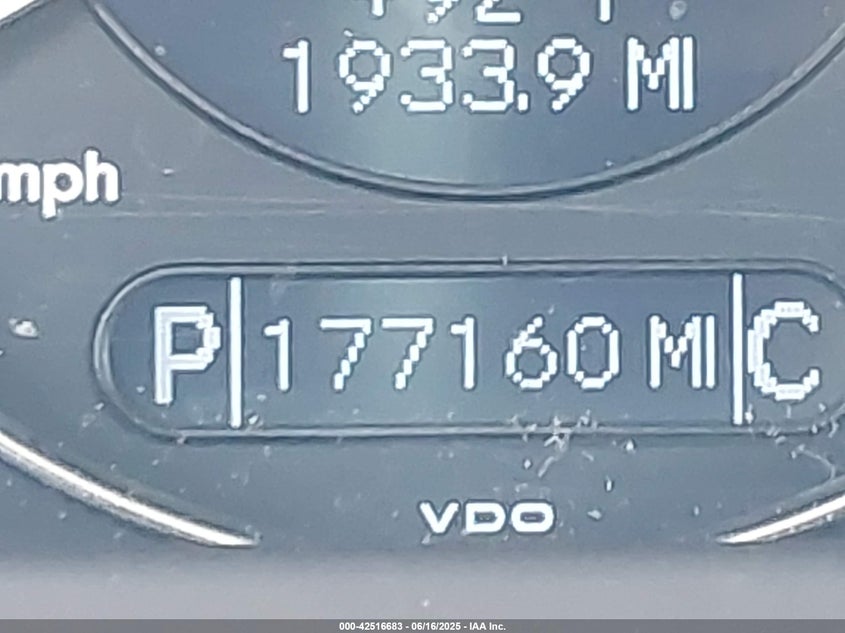 1933.9 MI
mph
P 177160 MI C
VDO
000-42516683 - 06/16/2025 - IAA Inc.